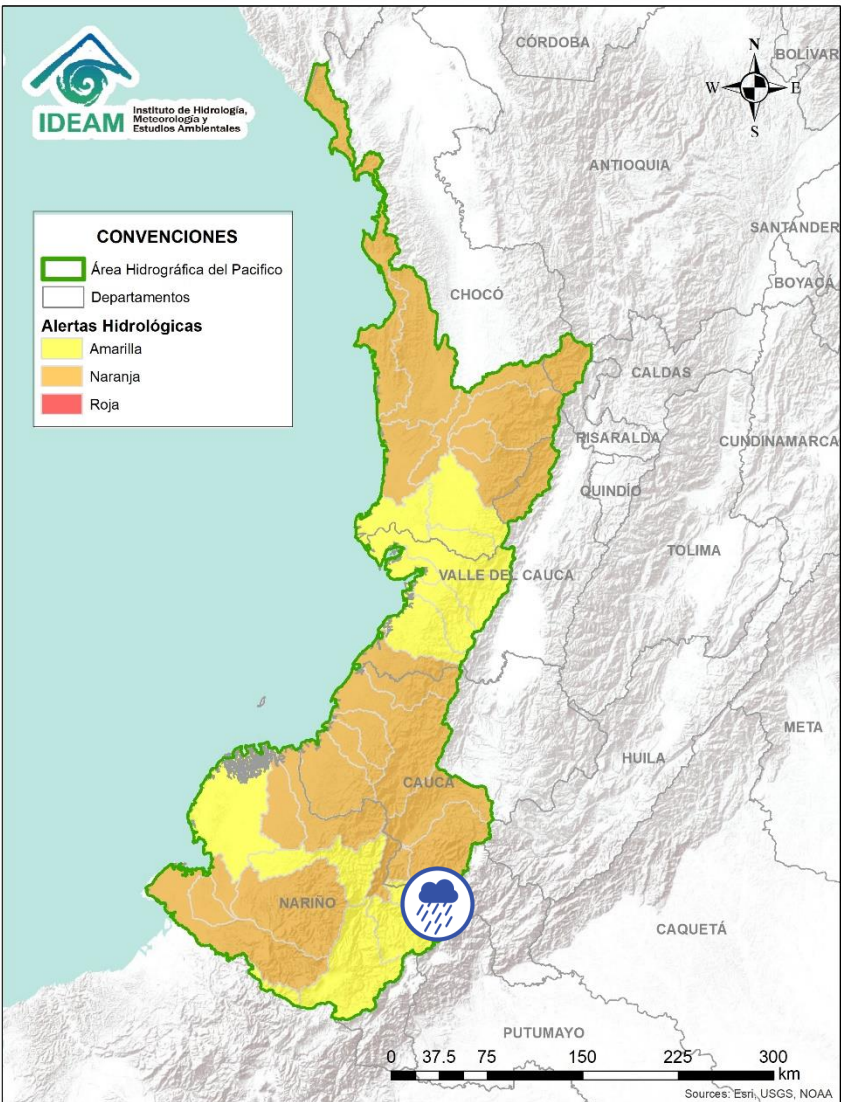 IDEAM
Instituto de Hidrología,
Meteorología y
Estudios Ambientales
N
W
E
S
CÓRDOBA
BOLÍVAR
ANTIOQUIA
SANTANDER
BOYACÁ
CHOCÓ
CALDAS
RISARALDA
CUNDINAMARCA
QUINDÍO
TOLIMA
VALLE DEL CAUCA
META
HUILA
CAUCA
NARIÑO
CAQUETÁ
PUTUMAYO
CONVENCIONES
Área Hidrográfica del Pacifico
Departamentos
Alertas Hidrológicas
Amarilla
Naranja
Roja
0 37.5 75 150 225 300
km
Sources: Esri, USGS, NOAA